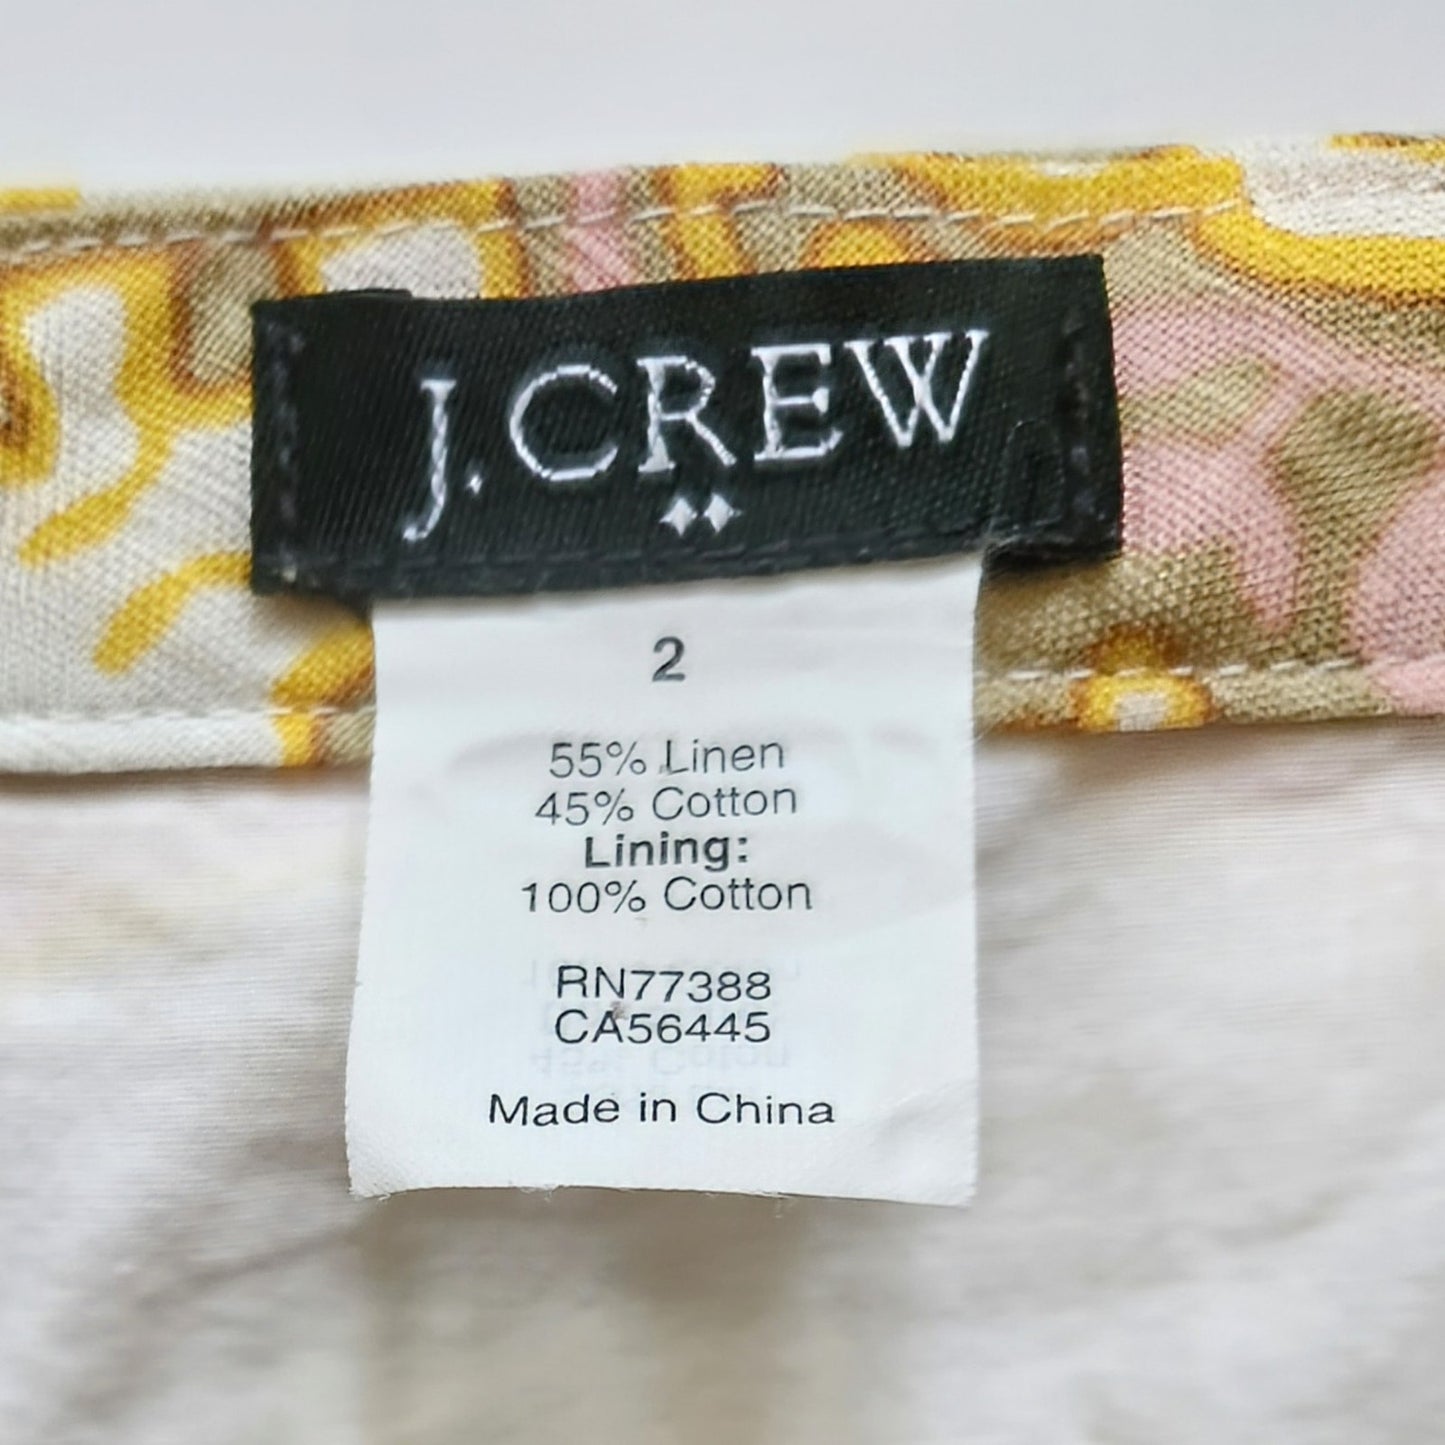 J.CREW
2
55% Linen
45% Cotton
Lining:
100% Cotton
RN77388
CA56445
Made in China